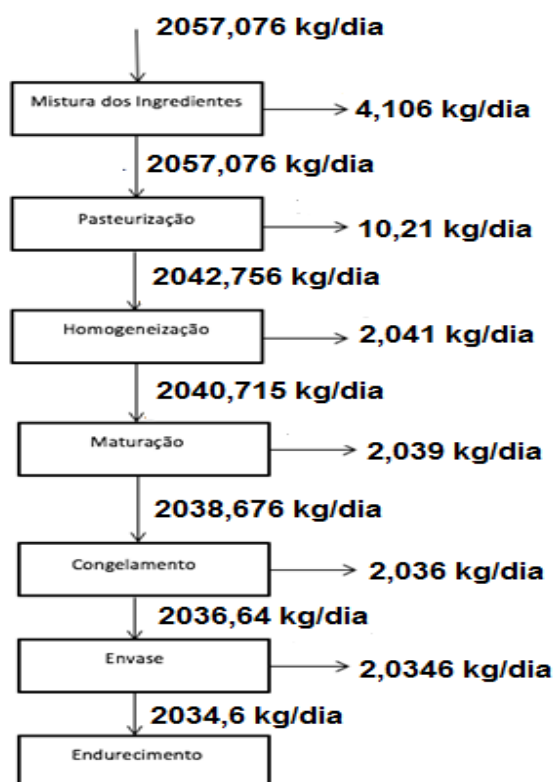 2057,076 kg/dia
Mistura dos Ingredientes
4,106 kg/dia
2057,076 kg/dia
Pasteurização
10,21 kg/dia
2042,756 kg/dia
Homogeneização
2,041 kg/dia
2040,715 kg/dia
Maturação
2,039 kg/dia
2038,676 kg/dia
Congelamento
2,036 kg/dia
2036,64 kg/dia
Envase
2,0346 kg/dia
2034,6 kg/dia
Endurecimento